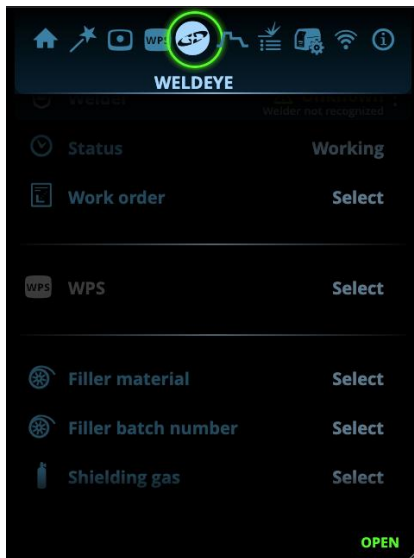 WPS
WELDEYE
Welder
Welder not recognized
Status Working
Work order Select
WPS WPS Select
Filler material Select
Filler batch number Select
Shielding gas Select
OPEN